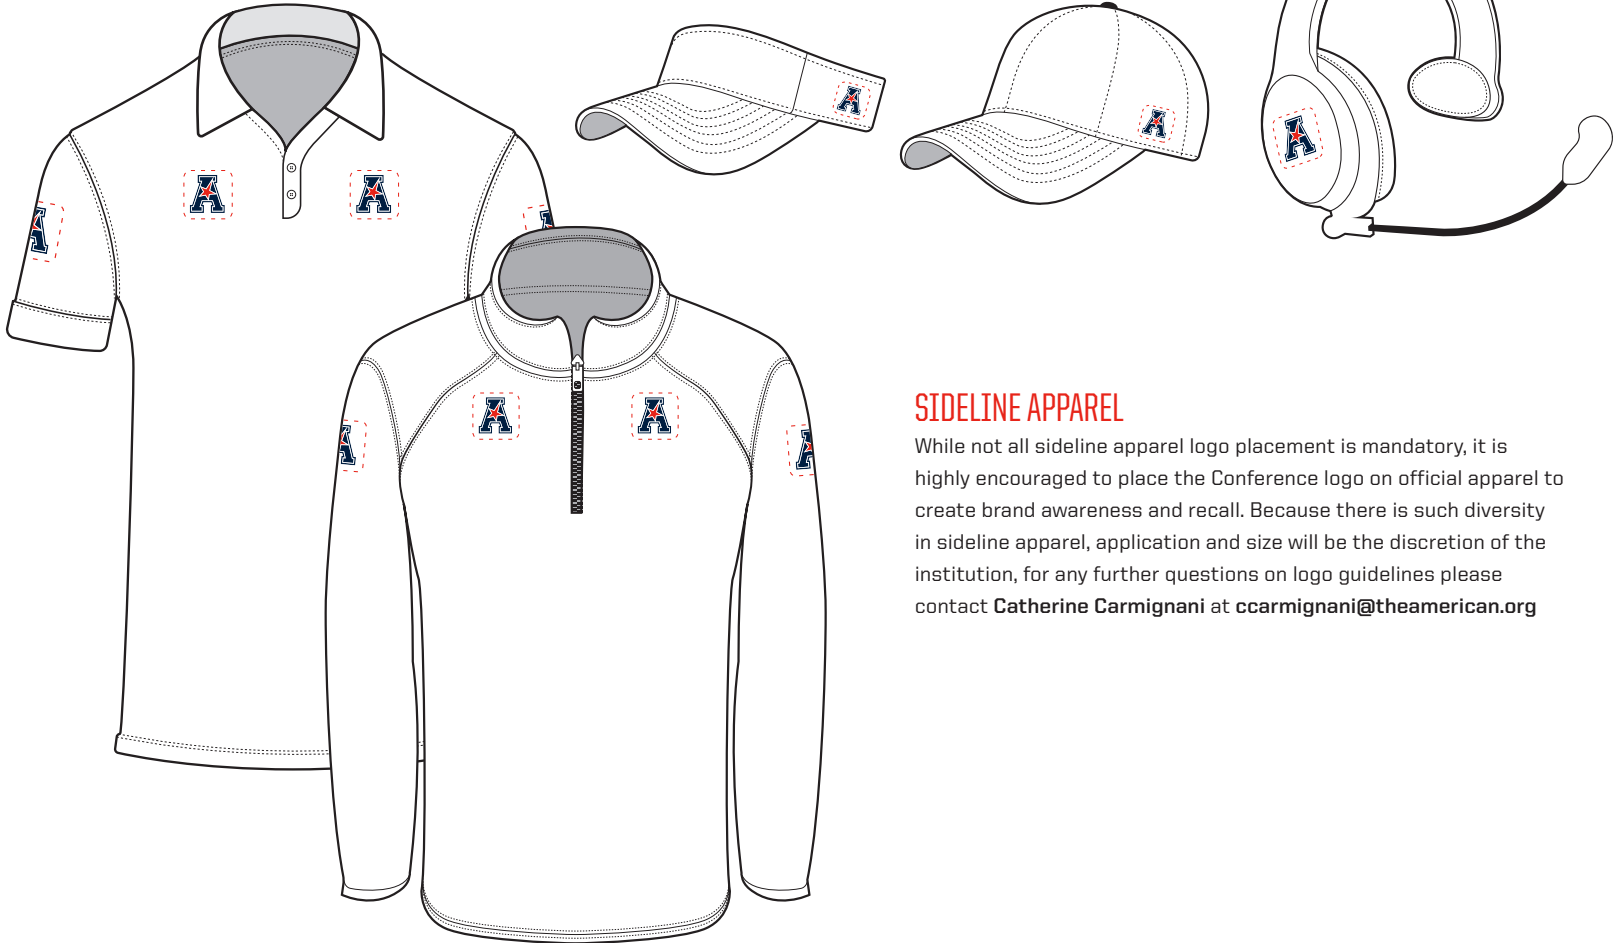 A A A A
A A
SIDELINE APPAREL
While not all sideline apparel logo placement is mandatory, it is
highly encouraged to place the Conference logo on official apparel to
create brand awareness and recall. Because there is such diversity
in sideline apparel, application and size will be the discretion of the
institution, for any further questions on logo guidelines please
contact Catherine Carmignani at ccarmignani@theamerican.org